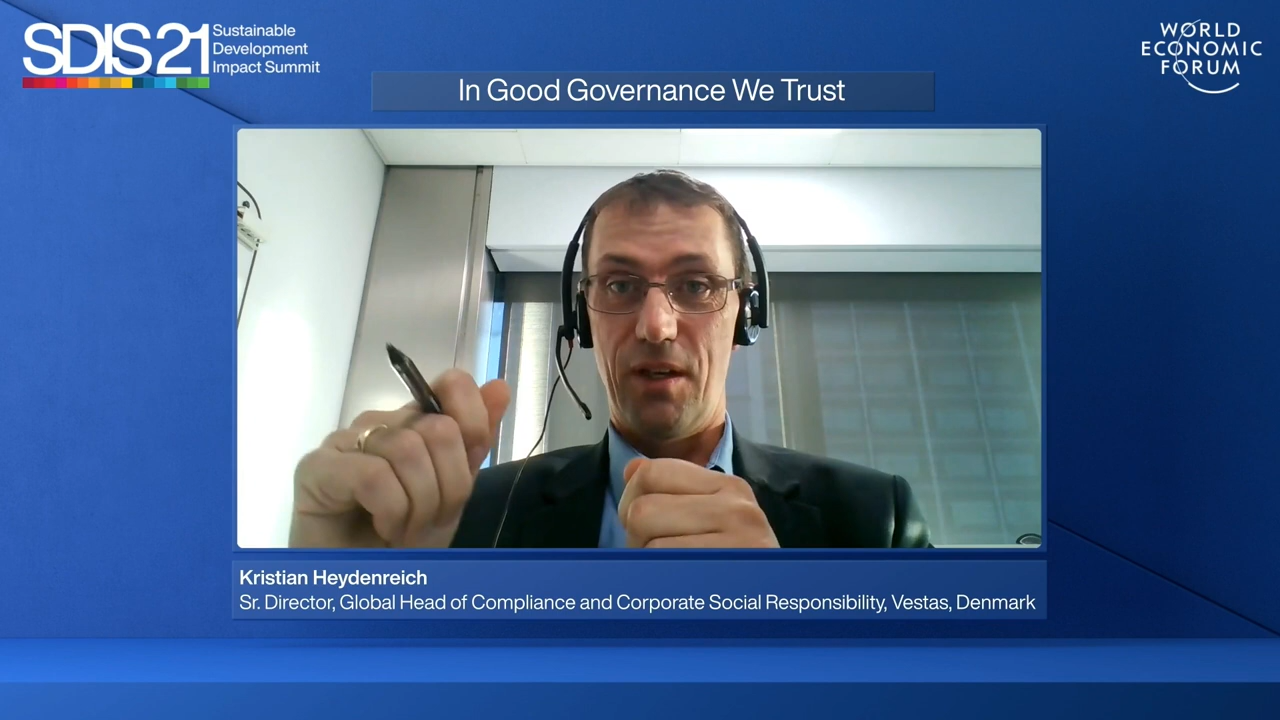 SDIS21
Sustainable
Development
Impact Summit
WORLD
ECONOMIC
FORUM
In Good Governance We Trust
Kristian Heydenreich
Sr. Director, Global Head of Compliance and Corporate Social Responsibility, Vestas, Denmark